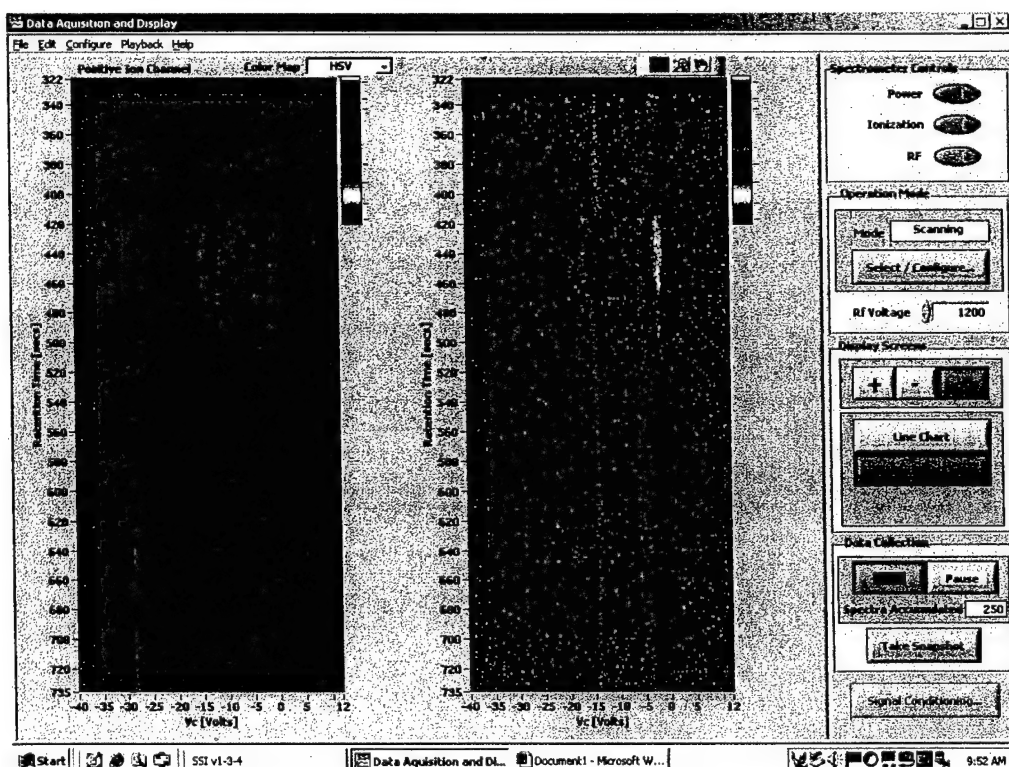 Data Aquisition and Display
File Edit Configure Playback Help
Positive Ion Channel
Color Map
HSV
322
340
360
380
400
420
440
460
480
500
520
540
560
580
600
620
640
660
680
700
720
735
Retention Time [secs]
-40 -35 -30 -25 -20 -15 -10 -5 0 5 12
Vc [Volts]
322
340
360
380
400
420
440
460
480
500
520
540
560
580
600
620
640
660
680
700
720
735
Retention Time [secs]
-40 -35 -30 -25 -20 -15 -10 -5 0 5 12
Vc [Volts]
Spectrometer Controls
Power
Ionization
RF
Operation Mode
Mode Scanning
Select / Configure...
Rf Voltage 1200
Display Screens
+ -
Line Chart
Data Collection
Pause
Spectra Accumulated 250
Take Snapshot
Signal Conditioning...
Start
SSI v1-3-4
Data Aquisition and Di...
Document1 - Microsoft W...
9:52 AM